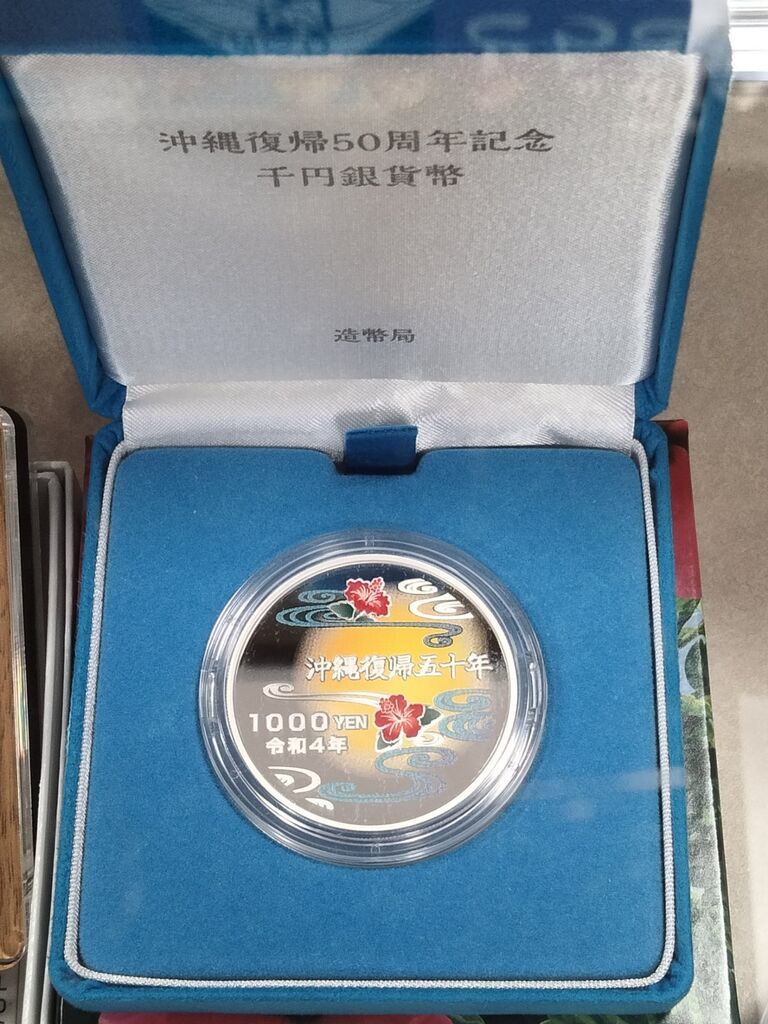 沖縄復帰50周年記念
千円銀貨幣
造幣局
沖縄復帰五十年
1000 YEN
令和4年